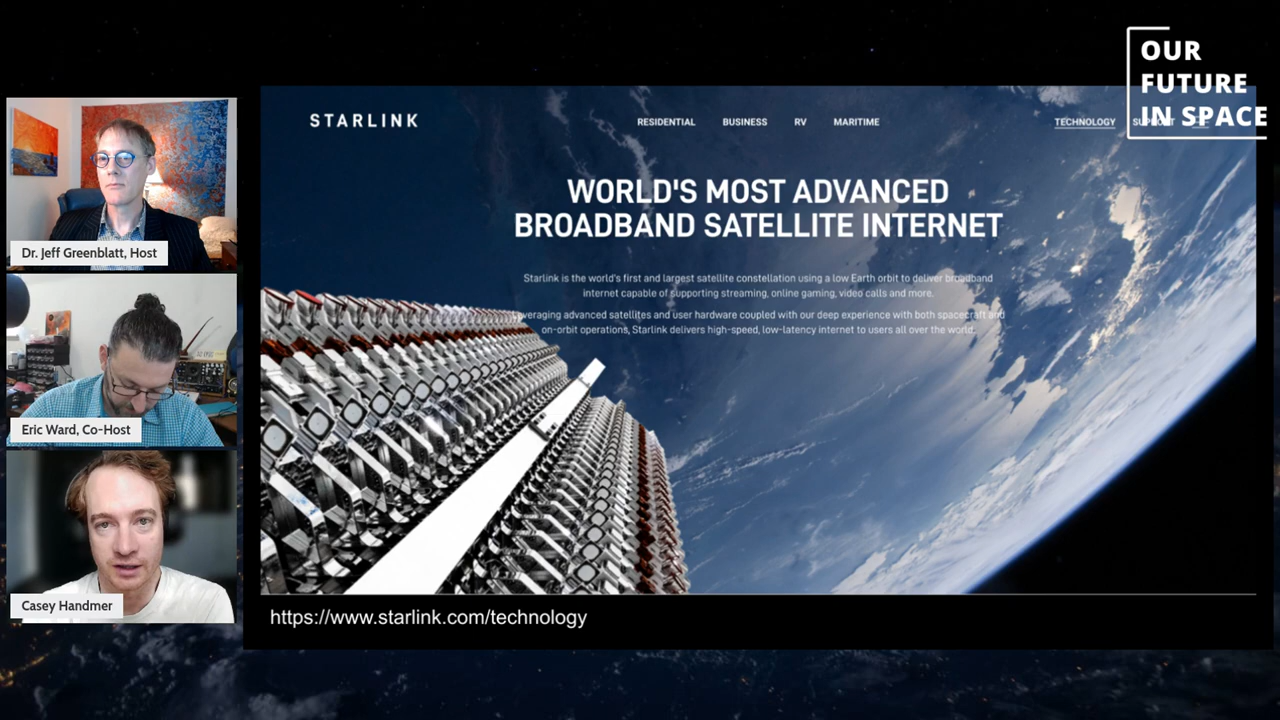 OUR
FUTURE
IN SPACE
STARLINK
RESIDENTIAL BUSINESS RV MARITIME
TECHNOLOGY
WORLD'S MOST ADVANCED
BROADBAND SATELLITE INTERNET
Starlink is the world's first and largest satellite constellation using a low Earth orbit to deliver broadband
internet capable of supporting streaming, online gaming, video calls and more.
veraging advanced satellites and user hardware coupled with our deep experience with both spacecraft and
on-orbit operations, Starlink delivers high-speed, low-latency internet to users all over the world.
Dr. Jeff Greenblatt, Host
Eric Ward, Co-Host
Casey Handmer
https://www.starlink.com/technology